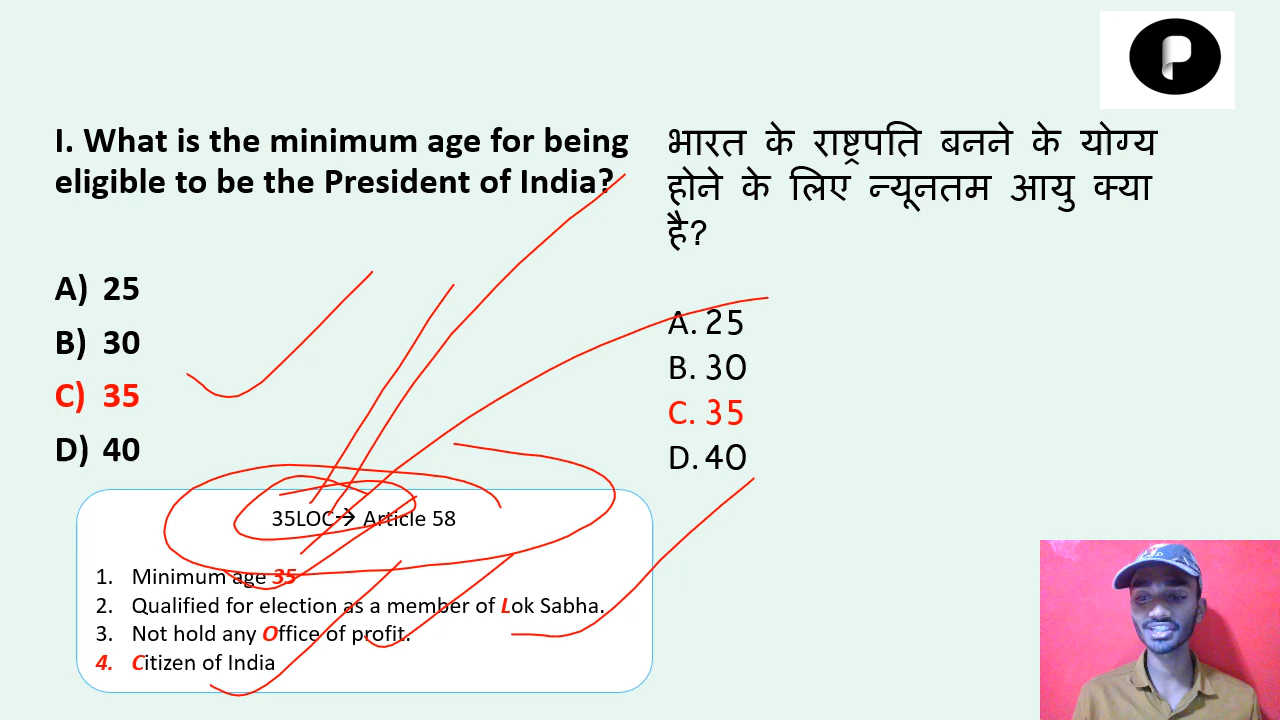 I. What is the minimum age for being
eligible to be the President of India?
A) 25
B) 30
C) 35
D) 40
भारत के राष्ट्रपति बनने के योग्य
होने के लिए न्यूनतम आयु क्या
है?
A. 25
B. 30
C. 35
D. 40
35LOC→ Article 58
1. Minimum age 35
2. Qualified for election as a member of Lok Sabha.
3. Not hold any Office of profit.
4. Citizen of India
P